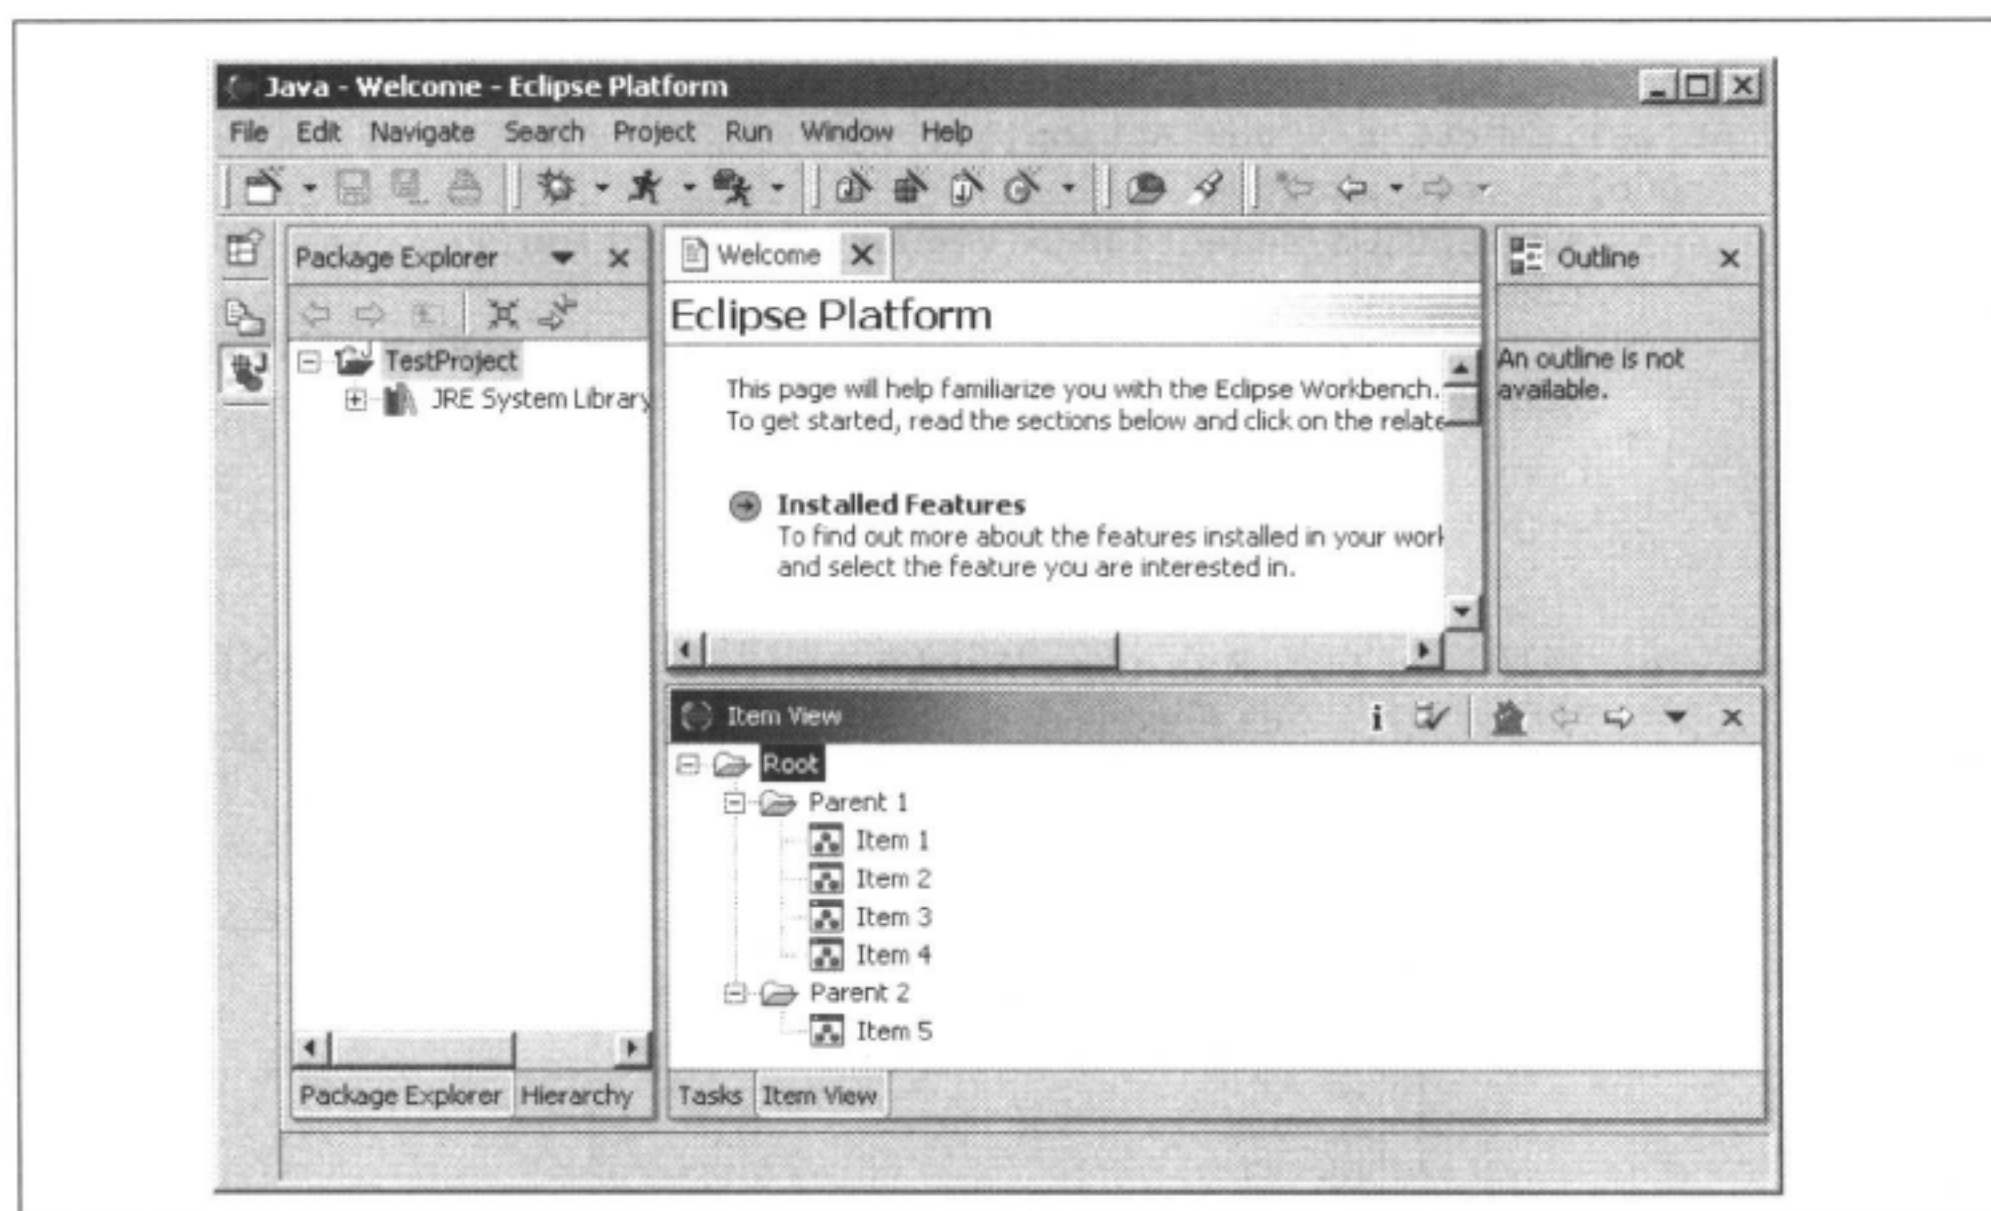 Java - Welcome - Eclipse Platform
File Edit Navigate Search Project Run Window Help
Package Explorer
TestProject
JRE System Library
Welcome
Eclipse Platform
This page will help familiarize you with the Eclipse Workbench.
To get started, read the sections below and click on the relate
Installed Features
To find out more about the features installed in your work
and select the feature you are interested in.
Outline
An outline is not
available.
Item View
Root
Parent 1
Item 1
Item 2
Item 3
Item 4
Parent 2
Item 5
Package Explorer Hierarchy
Tasks Item View